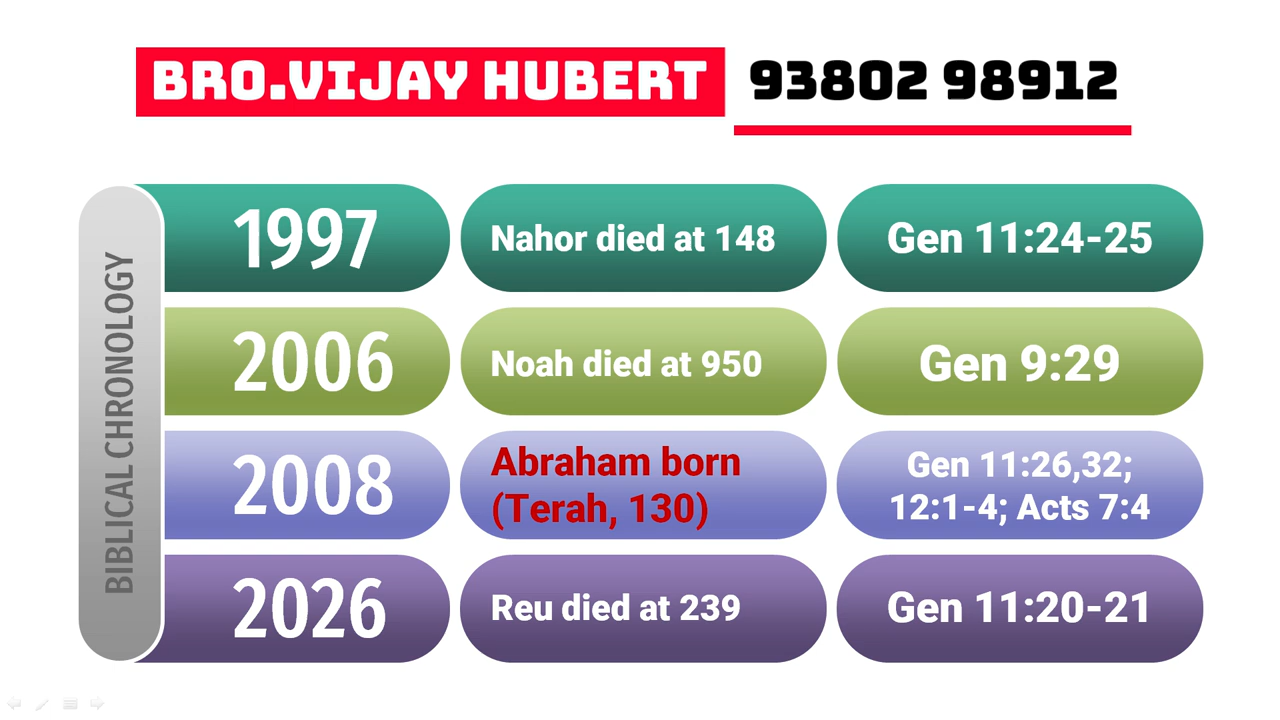 BRO.VIJAY HUBERT 93802 98912
BIBLICAL CHRONOLOGY
1997 Nahor died at 148 Gen 11:24-25
2006 Noah died at 950 Gen 9:29
2008 Abraham born (Terah, 130) Gen 11:26,32; 12:1-4; Acts 7:4
2026 Reu died at 239 Gen 11:20-21